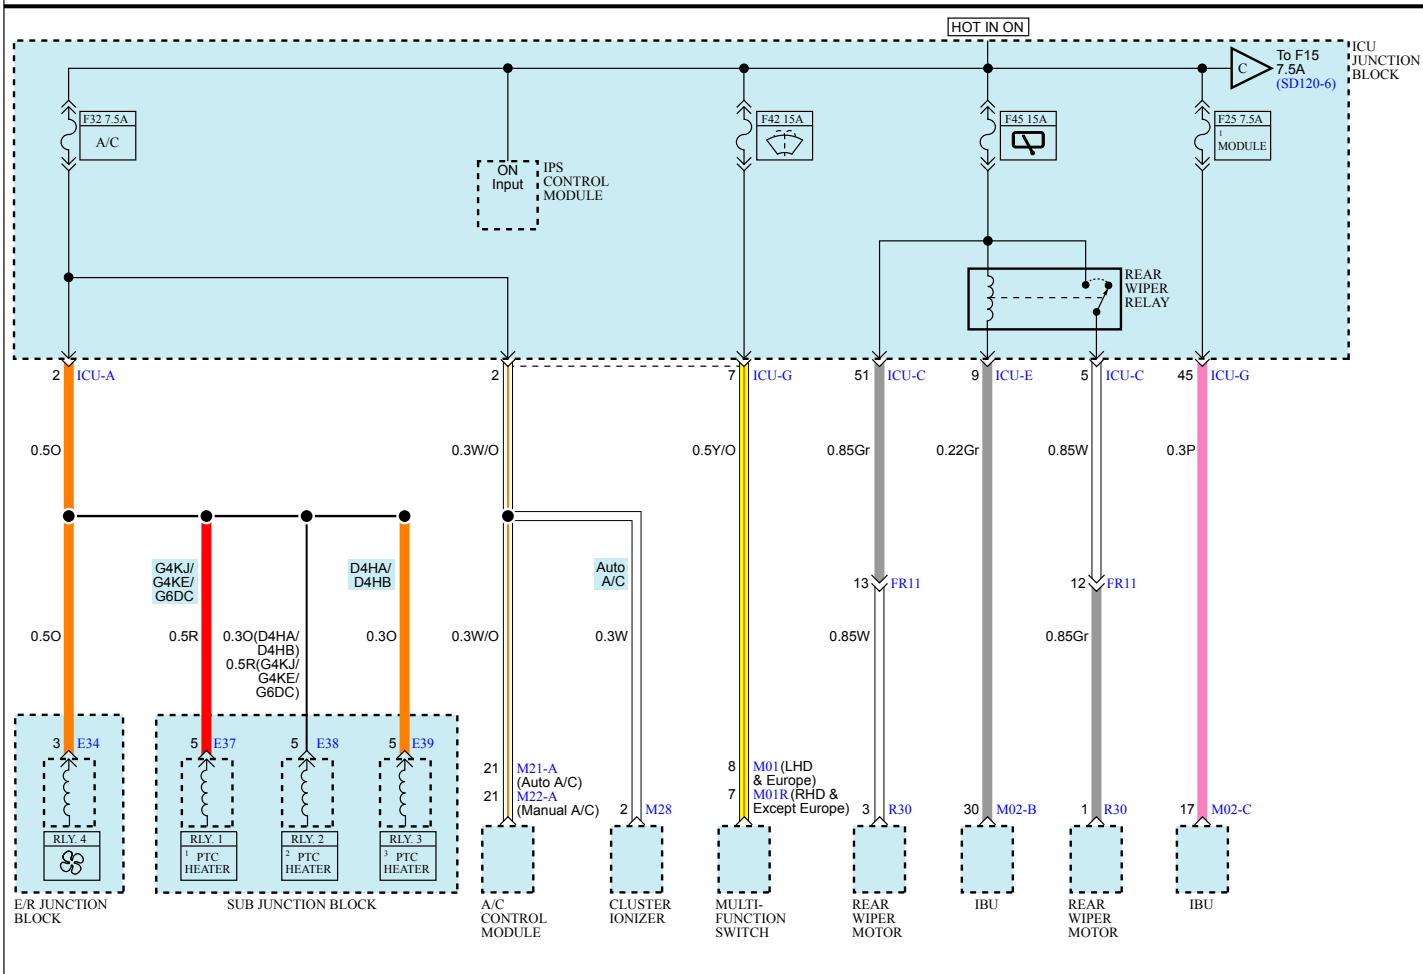 HOT IN ON
ICU
JUNCTION
BLOCK
C
To F15
7.5A
(SD120-6)
F32 7.5A
A/C
ON
Input
IPS
CONTROL
MODULE
F42 15A
F45 15A
F25 7.5A
1
MODULE
REAR
WIPER
RELAY
2 ICU-A
2
7 ICU-G
51 ICU-C
9 ICU-E
5 ICU-C
45 ICU-G
0.5O
0.3W/O
0.5Y/O
0.85Gr
0.22Gr
0.85W
0.3P
G4KJ/
G4KE/
G6DC
D4HA/
D4HB
Auto
A/C
13 FR11
12 FR11
0.5O
0.5R
0.3O(D4HA/
D4HB)
0.5R(G4KJ/
G4KE/
G6DC)
0.3O
0.3W/O
0.3W
0.85W
0.85Gr
3 E34
5 E37
5 E38
5 E39
21 M21-A
(Auto A/C)
21 M22-A
(Manual A/C)
2 M28
8 M01(LHD
& Europe)
7 M01R(RHD &
Except Europe)
3 R30
30 M02-B
1 R30
17 M02-C
RLY. 4
RLY. 1
1 PTC
HEATER
RLY. 2
2 PTC
HEATER
RLY. 3
3 PTC
HEATER
E/R JUNCTION
BLOCK
SUB JUNCTION BLOCK
A/C
CONTROL
MODULE
CLUSTER
IONIZER
MULTI-
FUNCTION
SWITCH
REAR
WIPER
MOTOR
IBU
REAR
WIPER
MOTOR
IBU